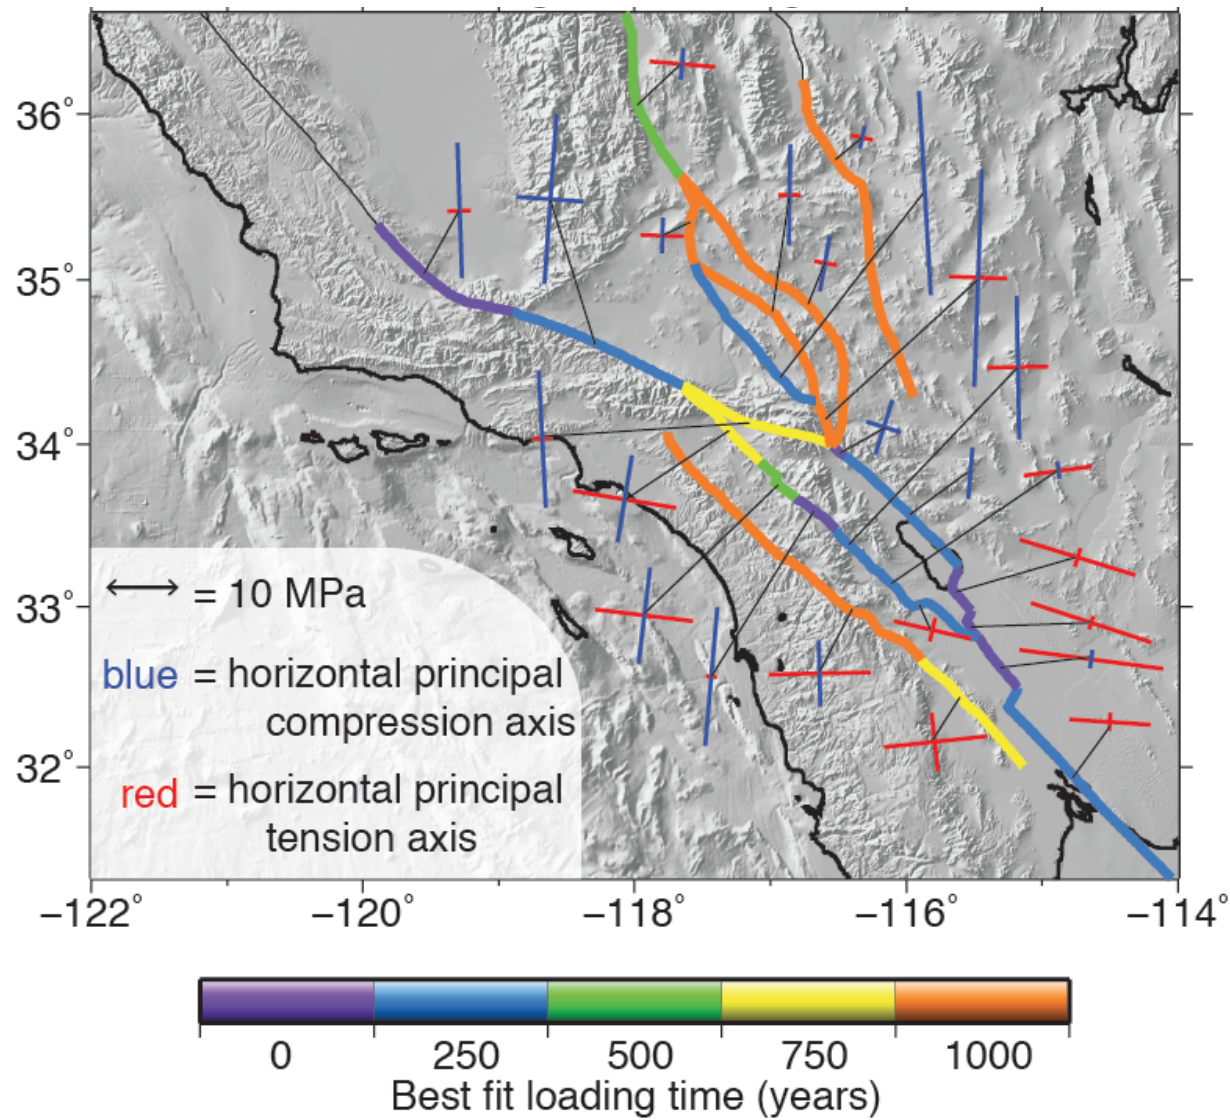 36°
35°
34°
33°
32°
= 10 MPa
blue = horizontal principal
compression axis
red = horizontal principal
tension axis
−122° −120° −118° −116° −114°
0 250 500 750 1000
Best fit loading time (years)